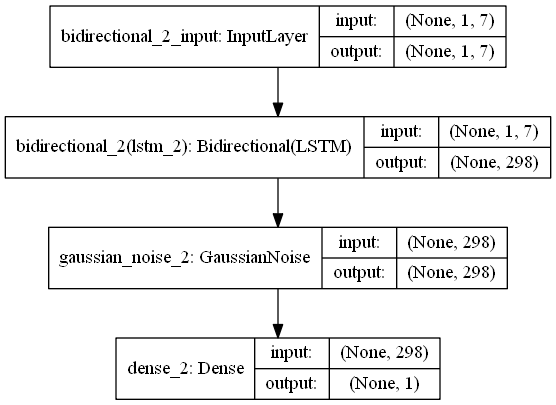 bidirectional_2_input: InputLayer
input: (None, 1, 7)
output: (None, 1, 7)
bidirectional_2(lstm_2): Bidirectional(LSTM)
input: (None, 1, 7)
output: (None, 298)
gaussian_noise_2: GaussianNoise
input: (None, 298)
output: (None, 298)
dense_2: Dense
input: (None, 298)
output: (None, 1)